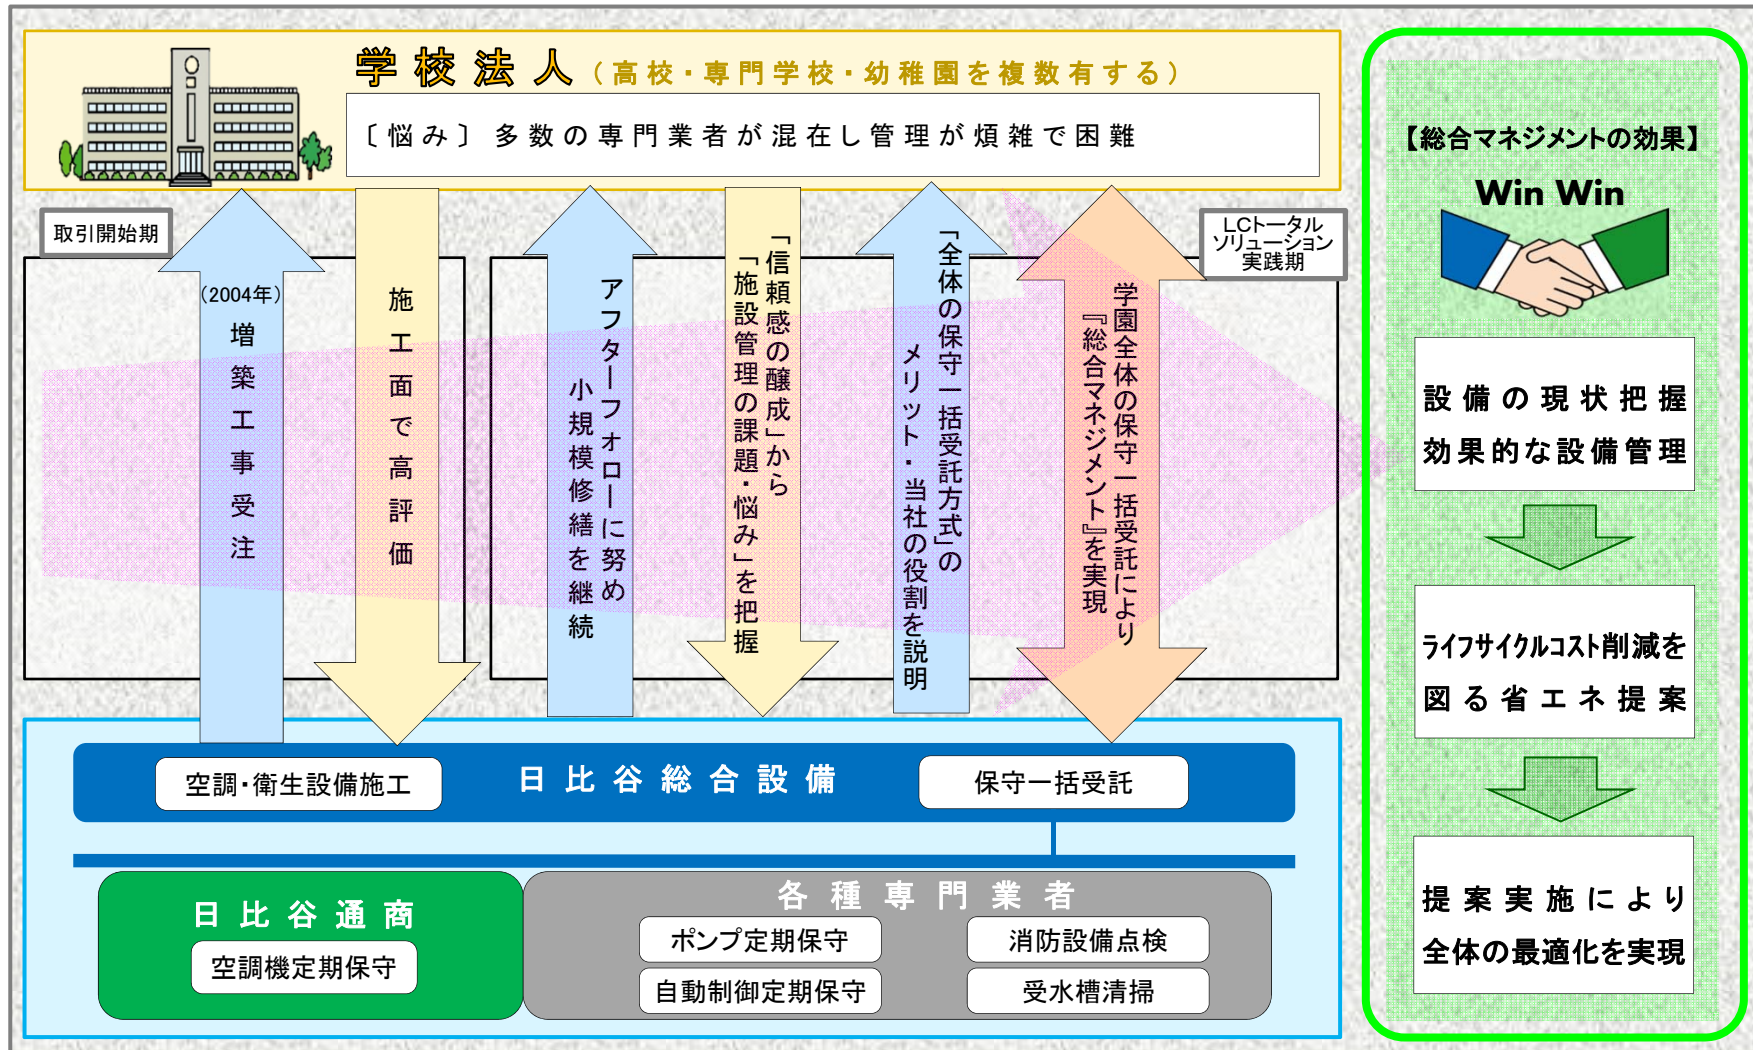 学校法人（高校・専門学校・幼稚園を複数有する）
〔悩み〕多数の専門業者が混在し管理が煩雑で困難
取引開始期
(2004年)
増築工事受注
施工面で高評価
アフターフォローに努め
小規模修繕を継続
「信頼感の醸成」から
「施設管理の課題・悩み」を把握
「全体の保守一括受託方式」の
メリット・当社の役割を説明
LCトータル
ソリューション
実践期
学園全体の保守一括受託により
『総合マネジメント』を実現
日比谷総合設備
空調・衛生設備施工
保守一括受託
日比谷通商
空調機定期保守
各種専門業者
ポンプ定期保守
消防設備点検
自動制御定期保守
受水槽清掃
【総合マネジメントの効果】
Win Win
設備の現状把握
効果的な設備管理
ライフサイクルコスト削減を
図る省エネ提案
提案実施により
全体の最適化を実現